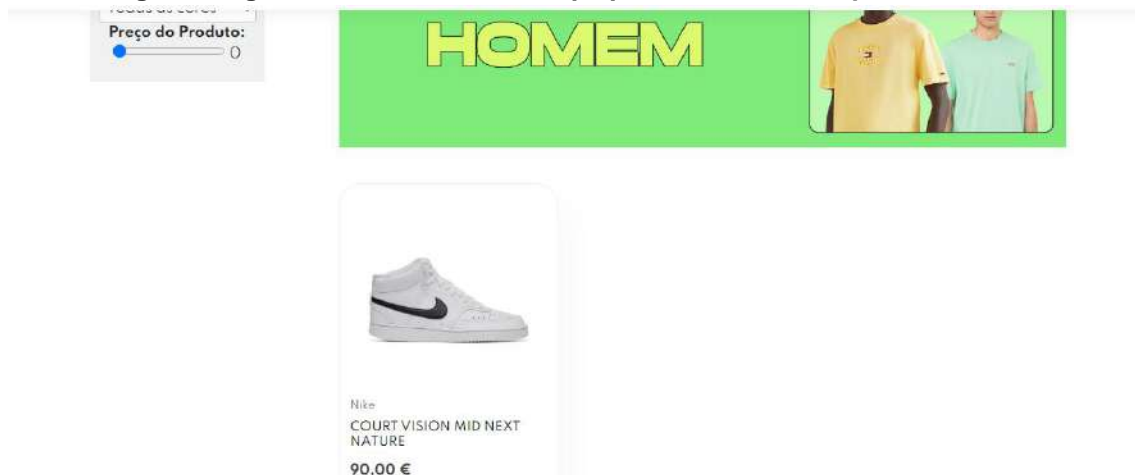 Preço do Produto:
0
HOMEM
Nike
COURT VISION MID NEXT
NATURE
90.00 €